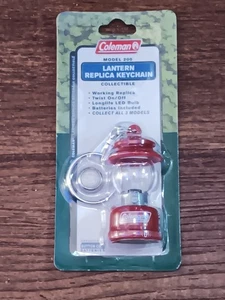 Coleman
MODEL 200
LANTERN
REPLICA KEYCHAIN
COLLECTIBLE
• Working Replica
• Twist On/Off
• Longlife LED Bulb
• Batteries Included
• COLLECT ALL 3 MODELS